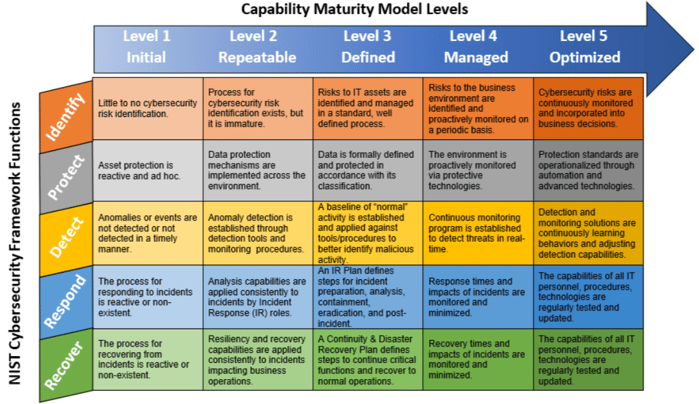 Capability Maturity Model Levels
Level 1
Initial
Level 2
Repeatable
Level 3
Defined
Level 4
Managed
Level 5
Optimized
NIST Cybersecurity Framework Functions
Identify
Little to no cybersecurity
risk identification.
Process for
cybersecurity risk
identification exists, but
it is immature.
Risks to IT assets are
identified and managed
in a standard, well
defined process.
Risks to the business
environment are
identified and
proactively monitored on
a periodic basis.
Cybersecurity risks are
continuously monitored
and incorporated into
business decisions.
Protect
Asset protection is
reactive and ad hoc.
Data protection
mechanisms are
implemented across the
environment.
Data is formally defined
and protected in
accordance with its
classification.
The environment is
proactively monitored
via protective
technologies.
Protection standards are
operationalized through
automation and
advanced technologies.
Detect
Anomalies or events are
not detected or not
detected in a timely
manner.
Anomaly detection is
established through
detection tools and
monitoring procedures.
A baseline of "normal"
activity is established
and applied against
tools/procedures to
better identify malicious
activity.
Continuous monitoring
program is established
to detect threats in real-
time.
Detection and
monitoring solutions are
continuously learning
behaviors and adjusting
detection capabilities.
Respond
The process for
responding to incidents
is reactive or non-
existent.
Analysis capabilities are
applied consistently to
incidents by Incident
Response (IR) roles.
An IR Plan defines
steps for incident
preparation, analysis,
containment,
eradication, and post-
incident.
Response times and
impacts of incidents are
monitored and
minimized.
The capabilities of all IT
personnel, procedures,
technologies are
regularly tested and
updated.
Recover
The process for
recovering from
incidents is reactive or
non-existent.
Resiliency and recovery
capabilities are applied
consistently to incidents
impacting business
operations.
A Continuity & Disaster
Recovery Plan defines
steps to continue critical
functions and recover to
normal operations.
Recovery times and
impacts of incidents are
monitored and
minimized.
The capabilities of all IT
personnel, procedures,
technologies are
regularly tested and
updated.